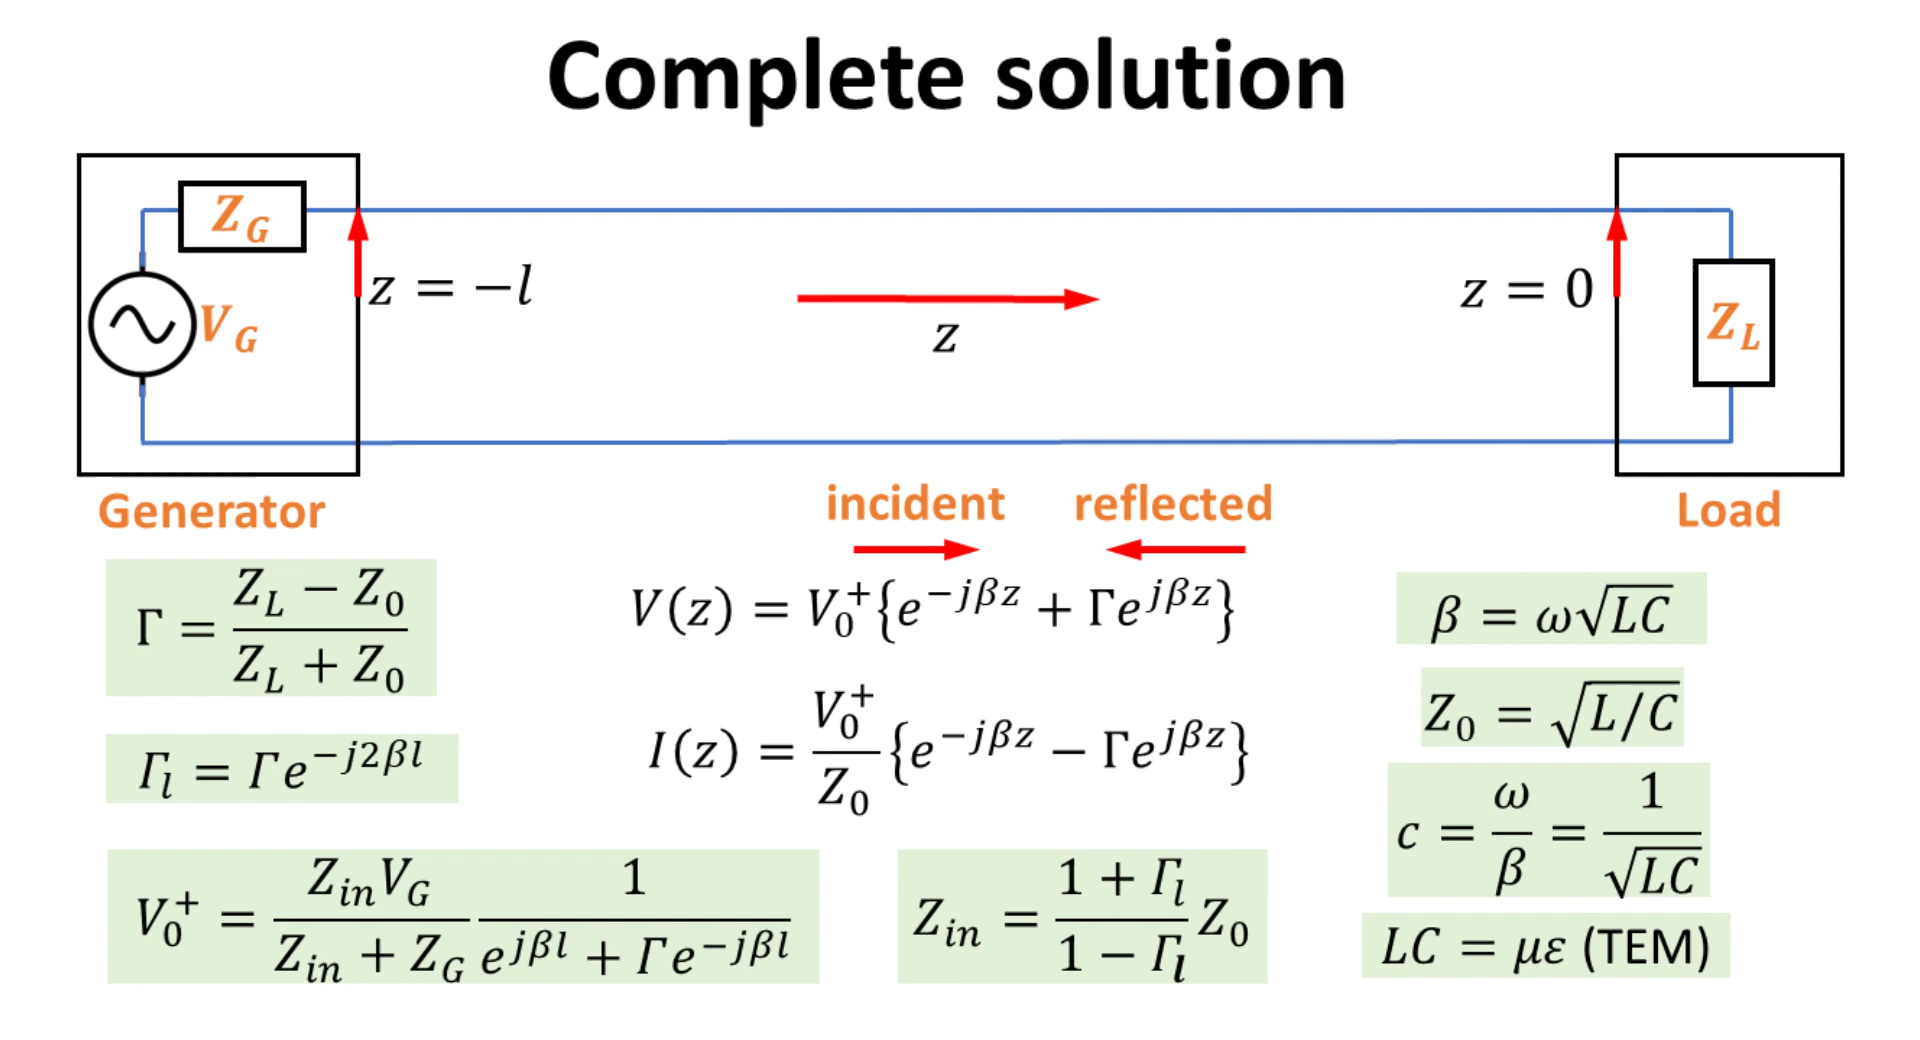 Complete solution
Z_G
V_G
z = −l
z
z = 0
Z_L
Generator
incident
reflected
Load
Γ = (Z_L − Z_0)/(Z_L + Z_0)
V(z) = V_0^+{e^{−jβz} + Γe^{jβz}}
β = ω√(LC)
Γ_l = Γe^{−j2βl}
I(z) = V_0^+/Z_0 {e^{−jβz} − Γe^{jβz}}
Z_0 = √(L/C)
c = ω/β = 1/√(LC)
V_0^+ = (Z_in V_G)/(Z_in + Z_G) 1/(e^{jβl} + Γe^{−jβl})
Z_in = (1 + Γ_l)/(1 − Γ_l) Z_0
LC = με (TEM)